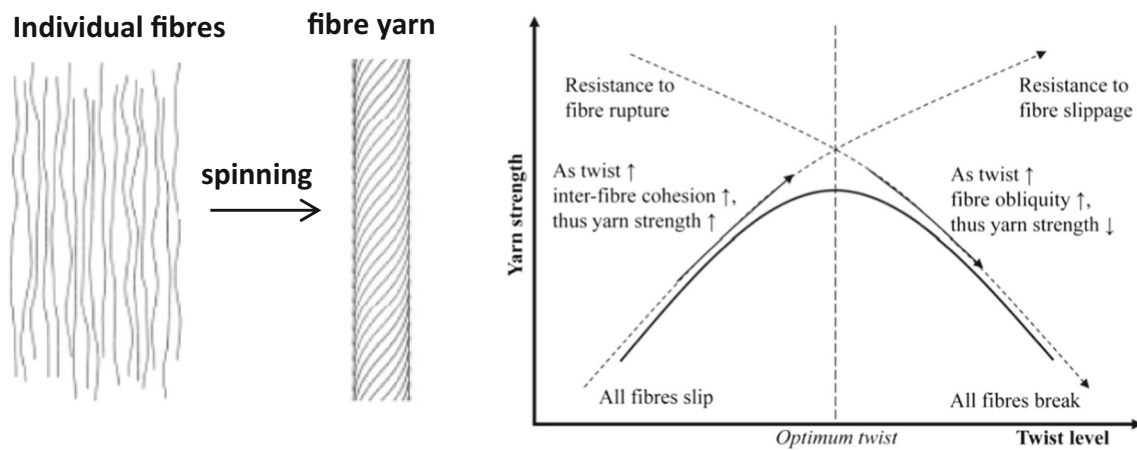 Individual fibres
fibre yarn
spinning
Yarn strength
Resistance to
fibre rupture
Resistance to
fibre slippage
As twist ↑
inter-fibre cohesion ↑,
thus yarn strength ↑
As twist ↑
fibre obliquity ↑,
thus yarn strength ↓
All fibres slip
All fibres break
Optimum twist
Twist level